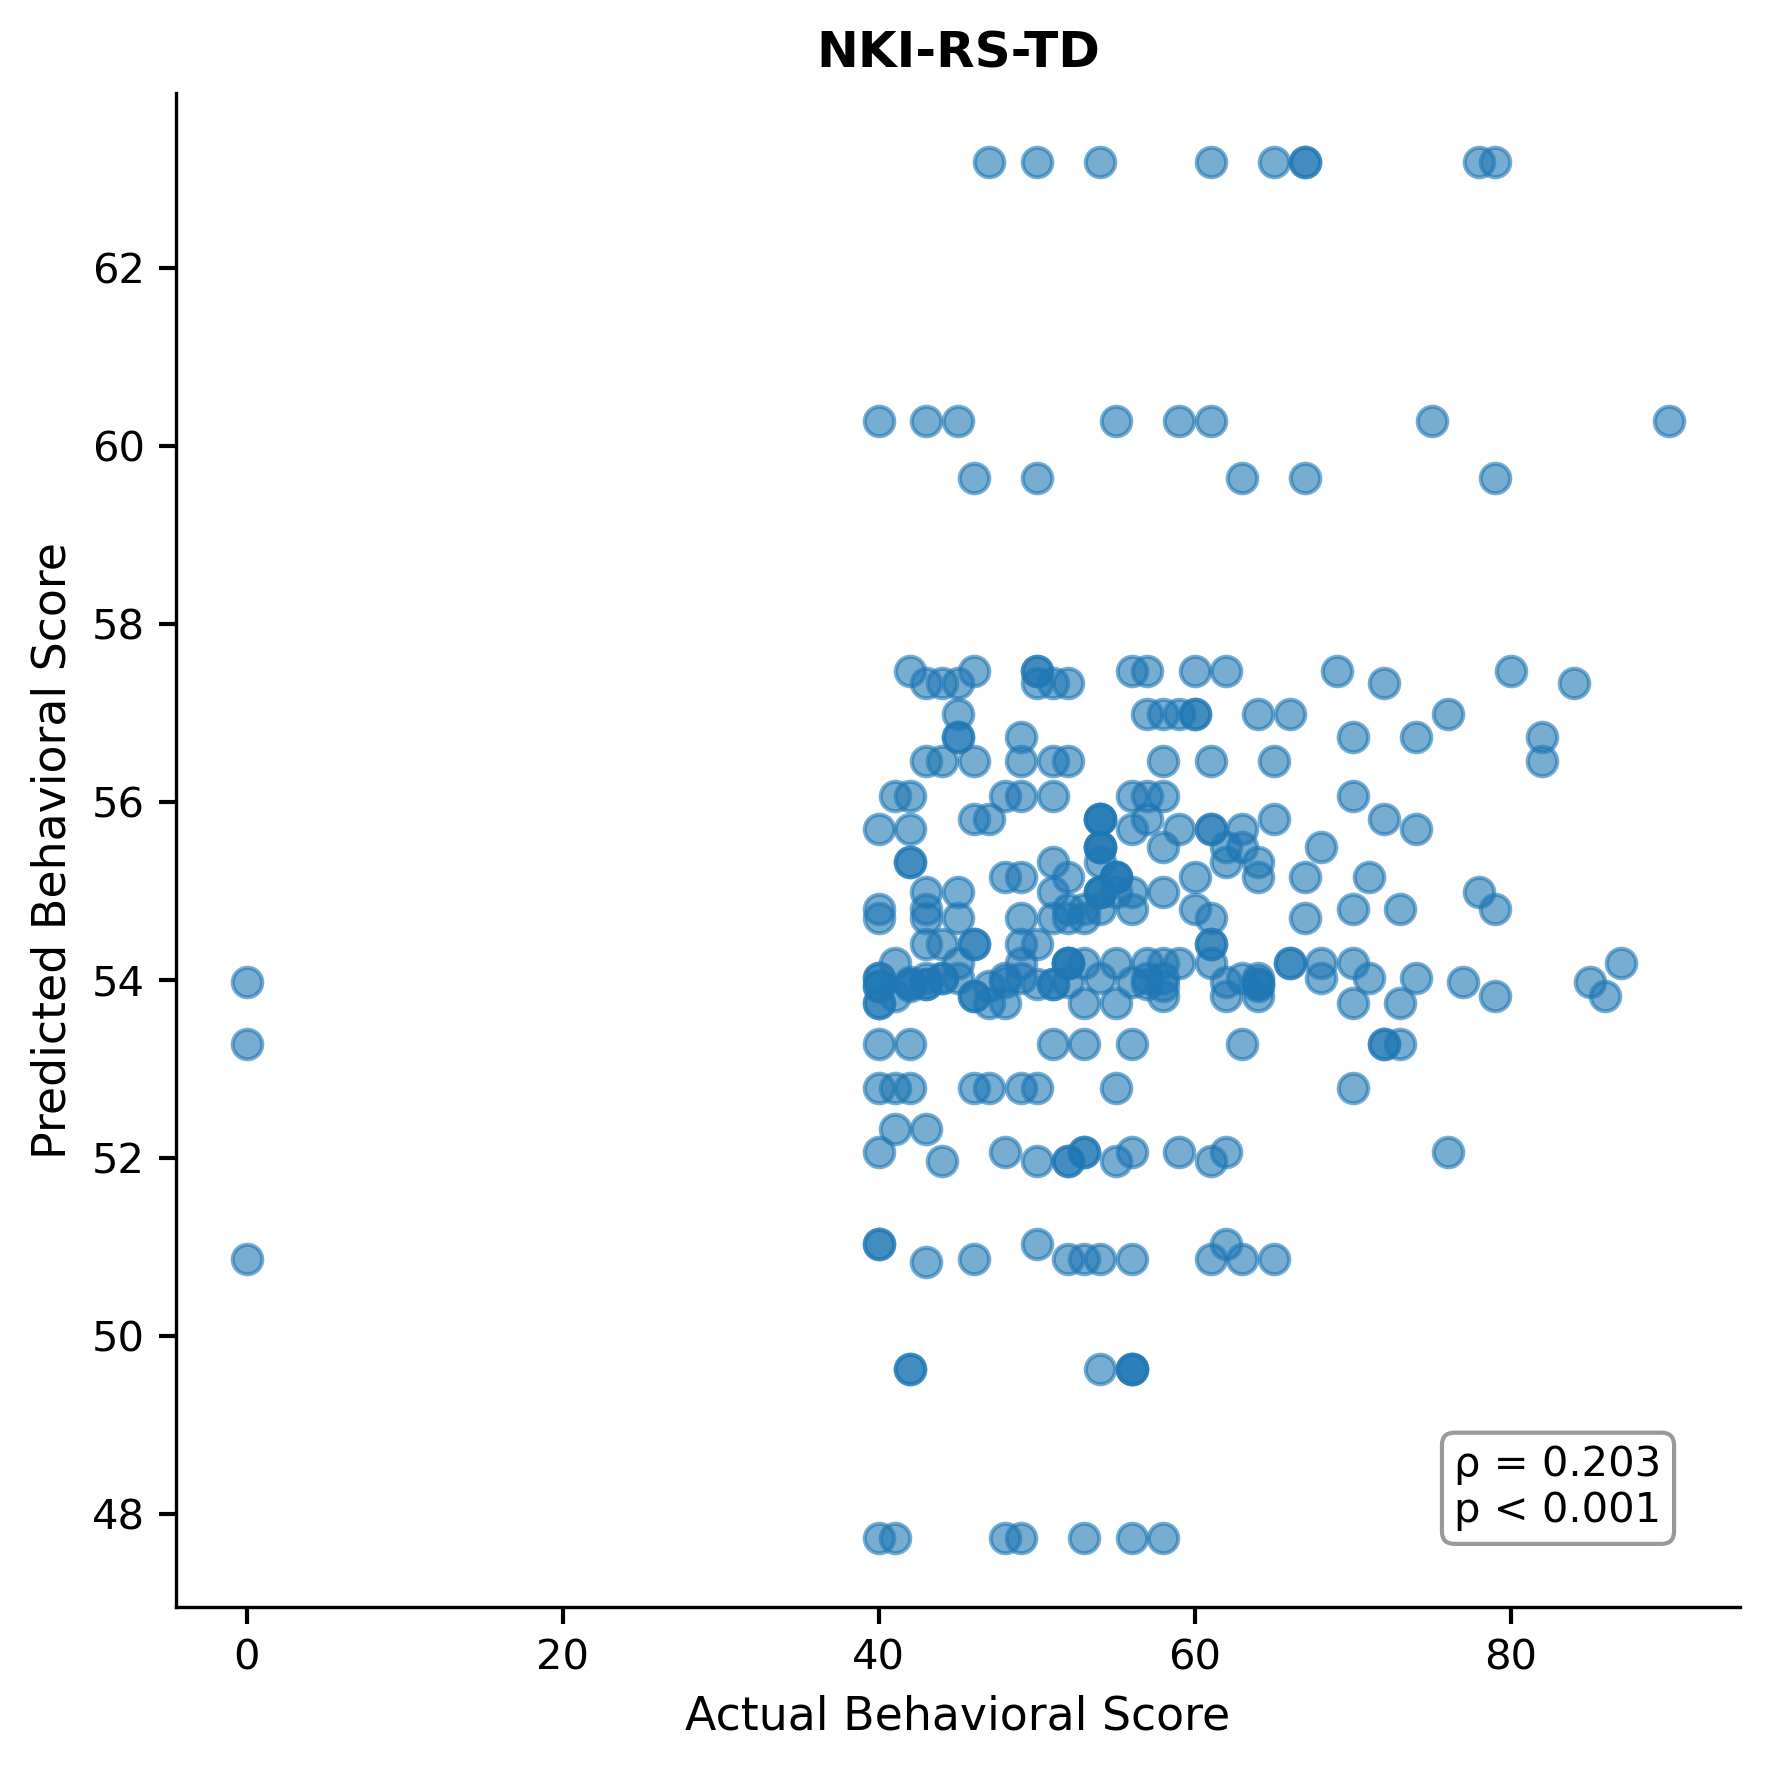 NKI-RS-TD
Predicted Behavioral Score
62
60
58
56
54
52
50
48
ρ = 0.203
p < 0.001
0 20 40 60 80
Actual Behavioral Score